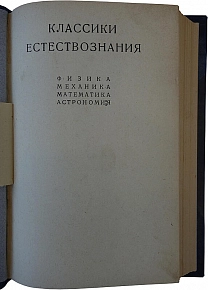 КЛАССИКИ
ЕСТЕСТВОЗНАНИЯ
ФИЗИКА
МЕХАНИКА
МАТЕМАТИКА
АСТРОНОМИЯ